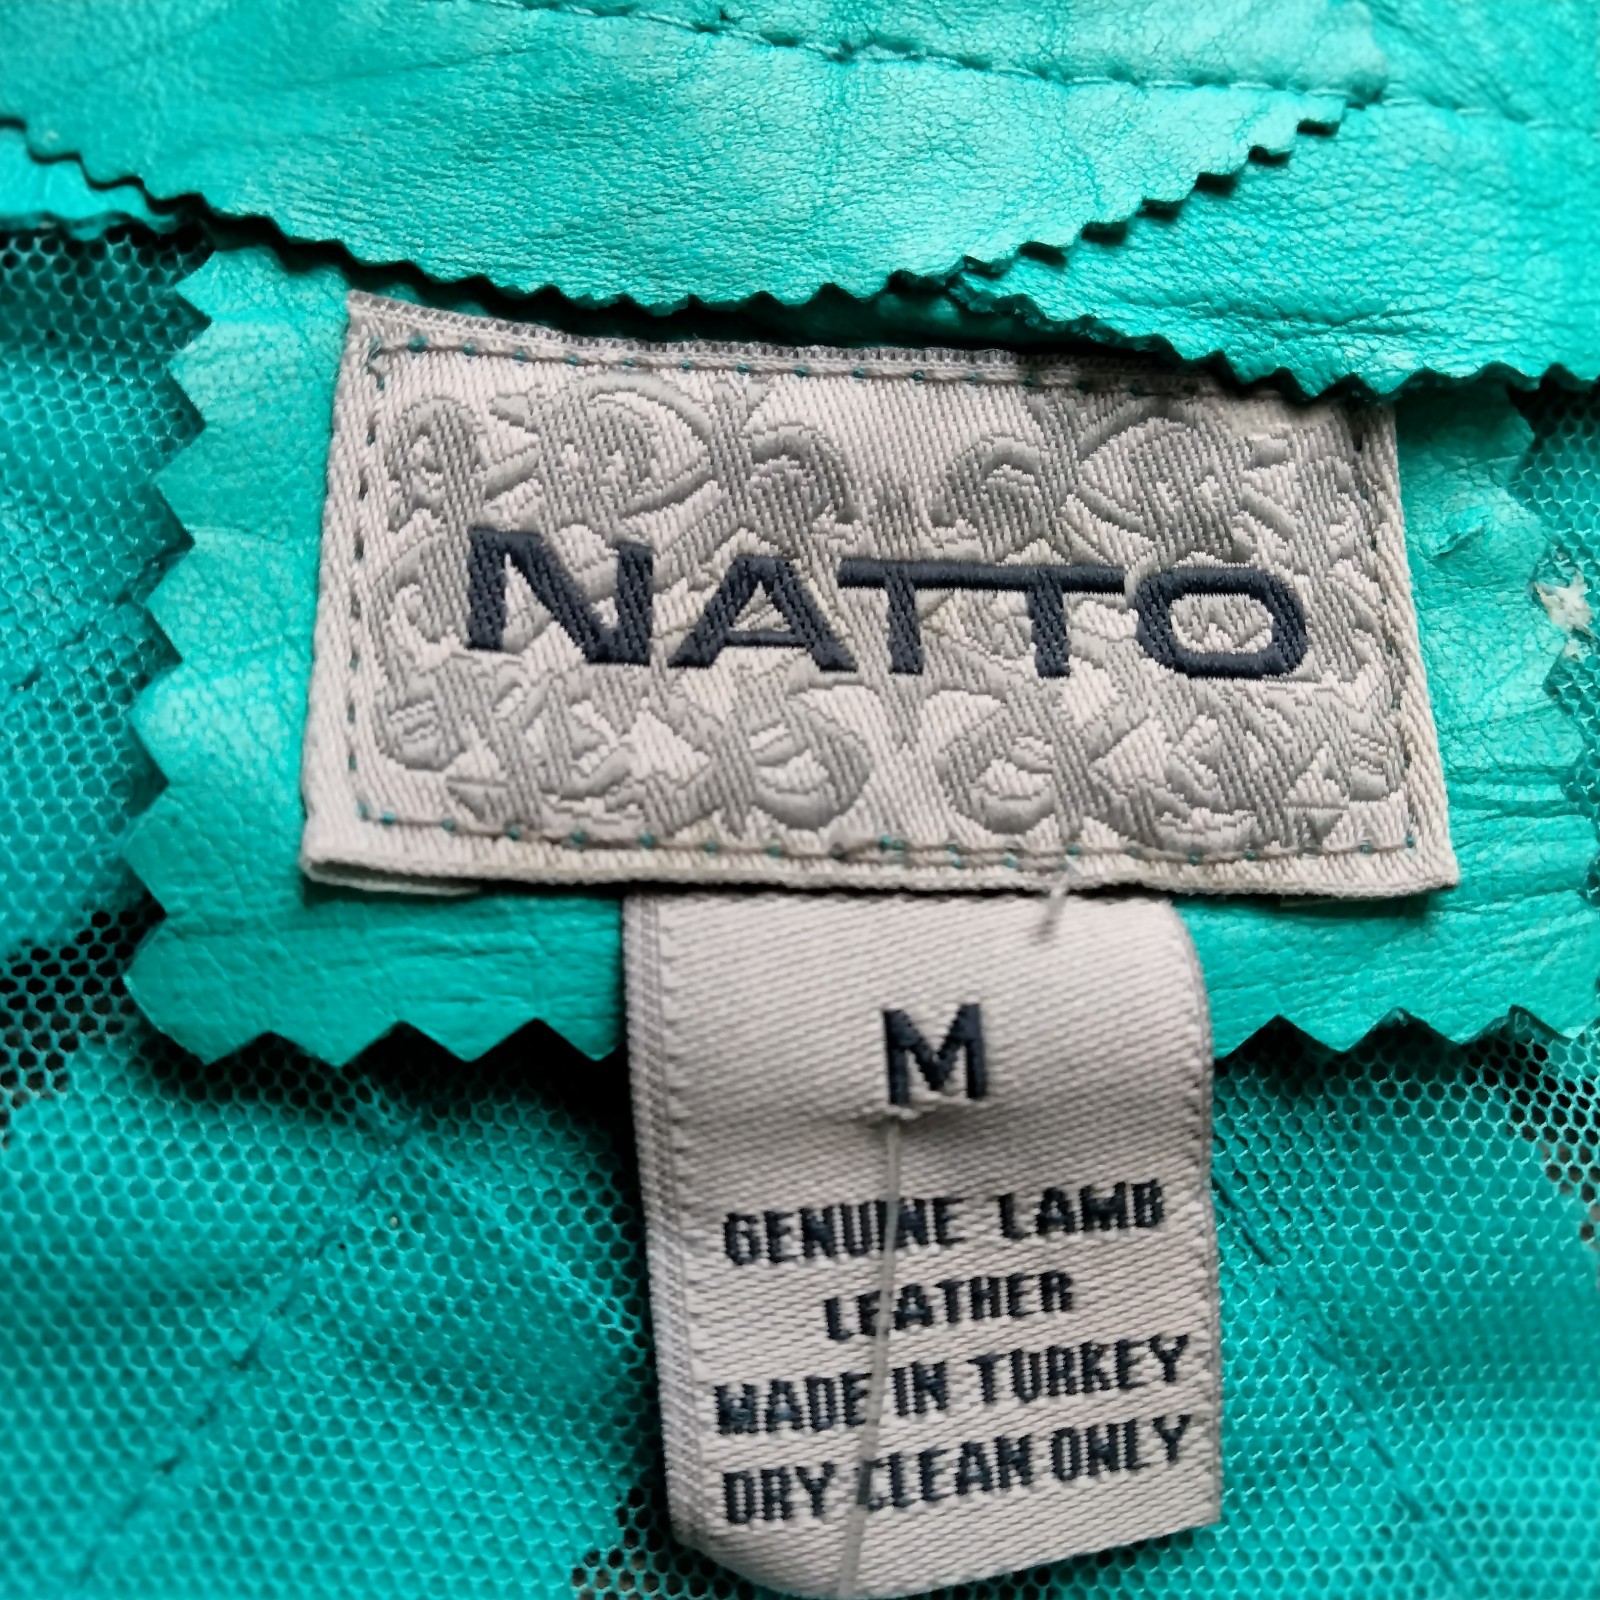 NATTO
M
GENUINE LAMB
LEATHER
MADE IN TURKEY
DRY CLEAN ONLY